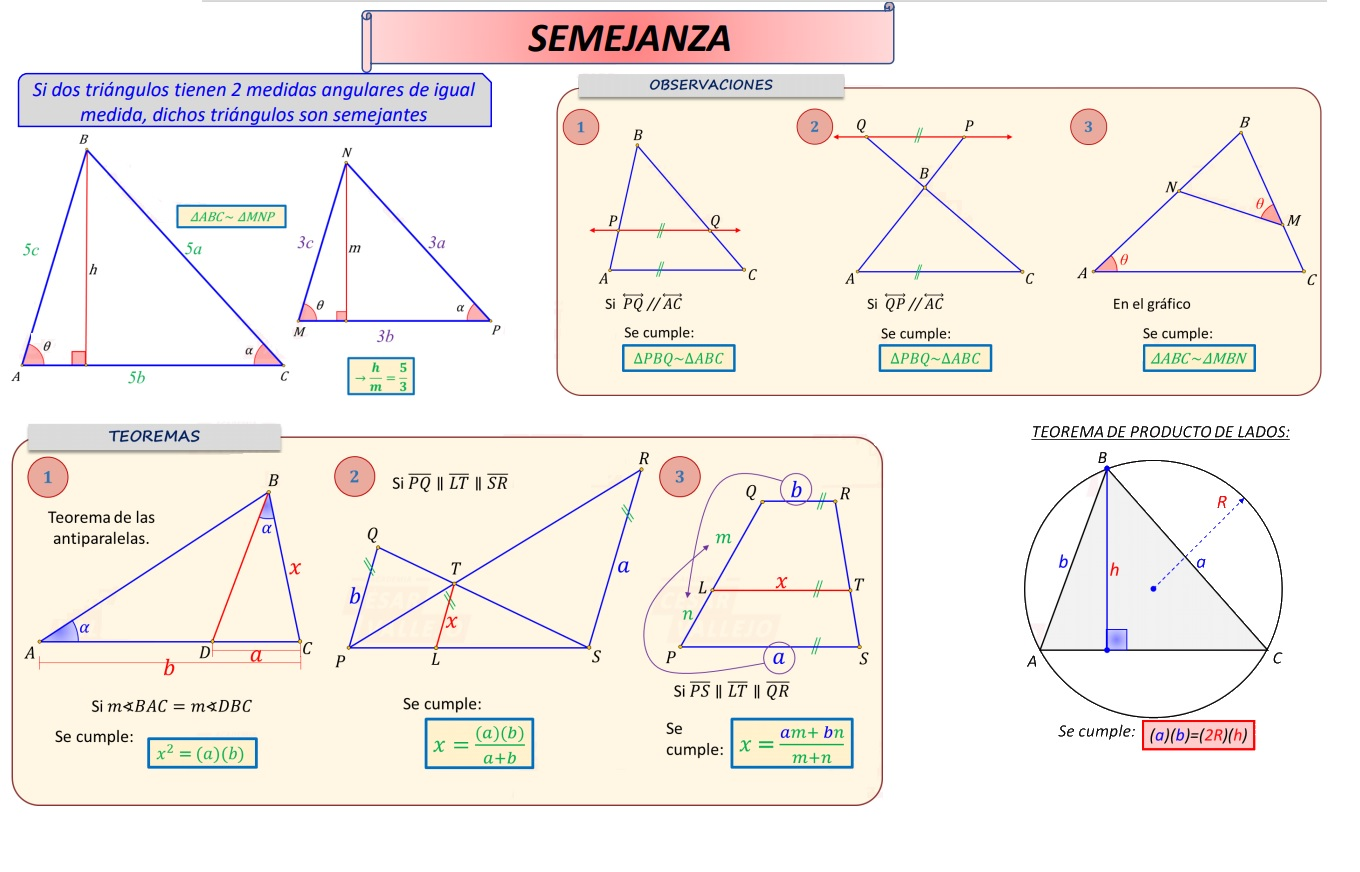 SEMEJANZA
Si dos triángulos tienen 2 medidas angulares de igual
medida, dichos triángulos son semejantes
B
N
ΔABC~ ΔMNP
5c
5a
h
3c
m
3a
θ
α
M
P
3b
θ
α
A
5b
C
→ h/m = 5/3
OBSERVACIONES
1
B
P
Q
A
C
Si PQ // AC
Se cumple:
ΔPBQ~ΔABC
2
Q
P
B
A
C
Si QP // AC
Se cumple:
ΔPBQ~ΔABC
3
B
N
θ
M
A
θ
C
En el gráfico
Se cumple:
ΔABC~ΔMBN
TEOREMAS
1
Teorema de las
antiparalelas.
B
α
x
A
α
D
C
a
b
Si m∢BAC = m∢DBC
Se cumple:
x² = (a)(b)
2
Si PQ ∥ LT ∥ SR
R
Q
T
a
b
x
P
L
S
Se cumple:
x = (a)(b)/a+b
3
Q
b
R
m
L
x
T
n
P
a
S
Si PS ∥ LT ∥ QR
Se
cumple:
x = am+ bn/m+n
TEOREMA DE PRODUCTO DE LADOS:
B
R
b
h
a
A
C
Se cumple:
(a)(b)=(2R)(h)